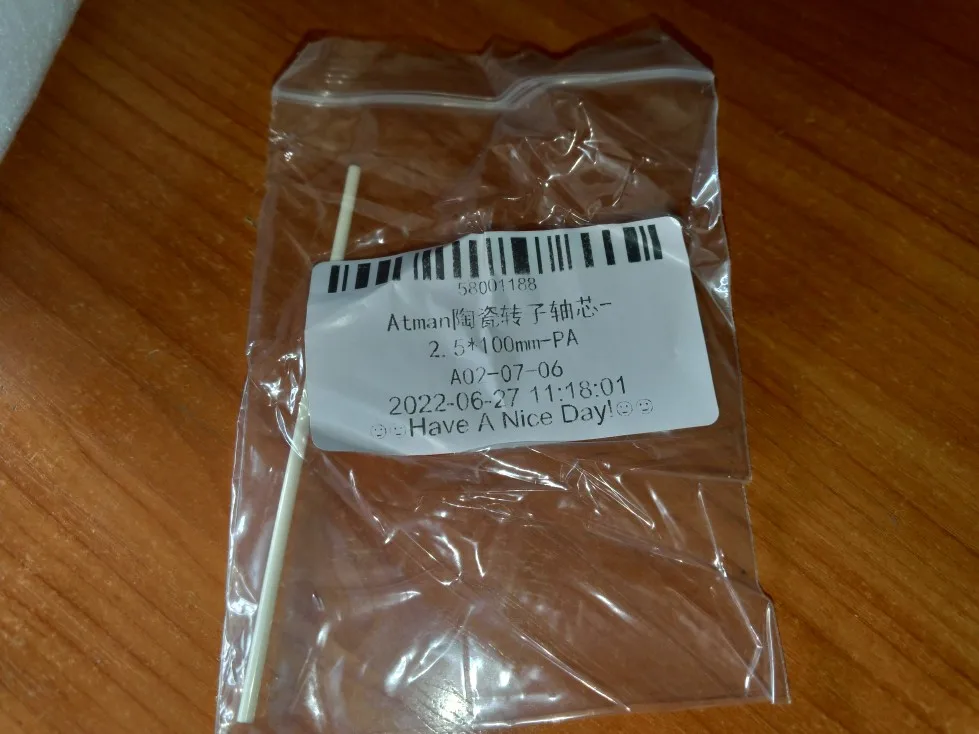 58001188
Atman陶瓷转子轴芯-
2.5*100mm-PA
A02-07-06
2022-06-27 11:18:01
☺☺Have A Nice Day!☺☺